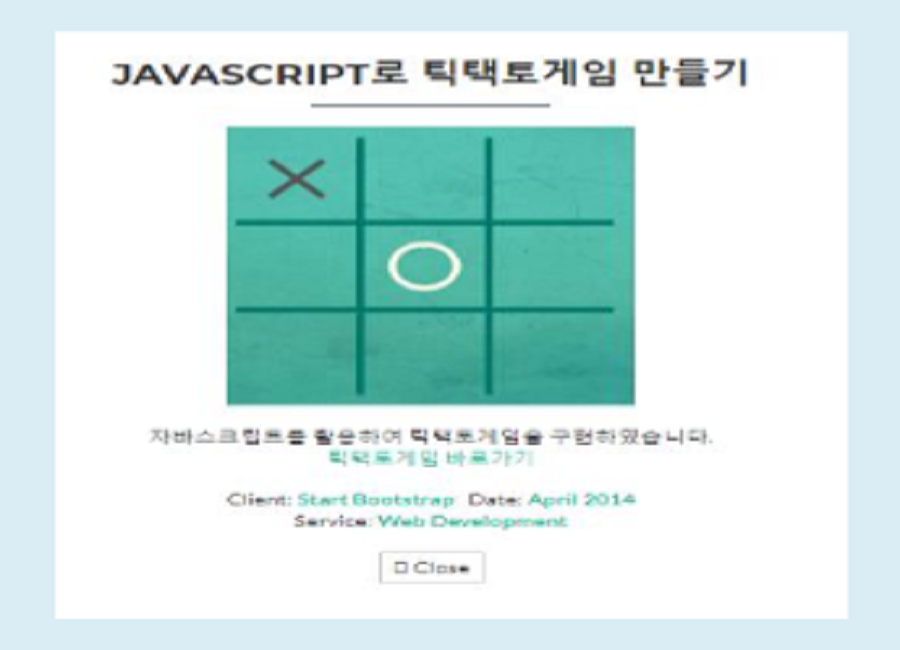 JAVASCRIPT로 틱택토게임 만들기
자바스크립트를 활용하여 틱택토게임을 구현하였습니다.
틱택토게임 바로가기
Client: Start Bootstrap Date: April 2014
Service: Web Development
Close